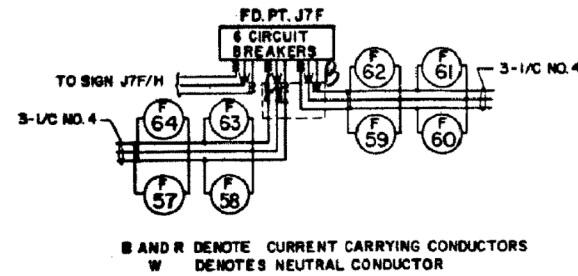 FD. PT. J7F
6 CIRCUIT
BREAKERS
TO SIGN J7F/H
3-1/C NO. 4
F
62
F
61
3-1/C NO. 4
F
64
F
63
F
59
F
60
F
57
F
58
B AND R DENOTE CURRENT CARRYING CONDUCTORS
W DENOTES NEUTRAL CONDUCTOR